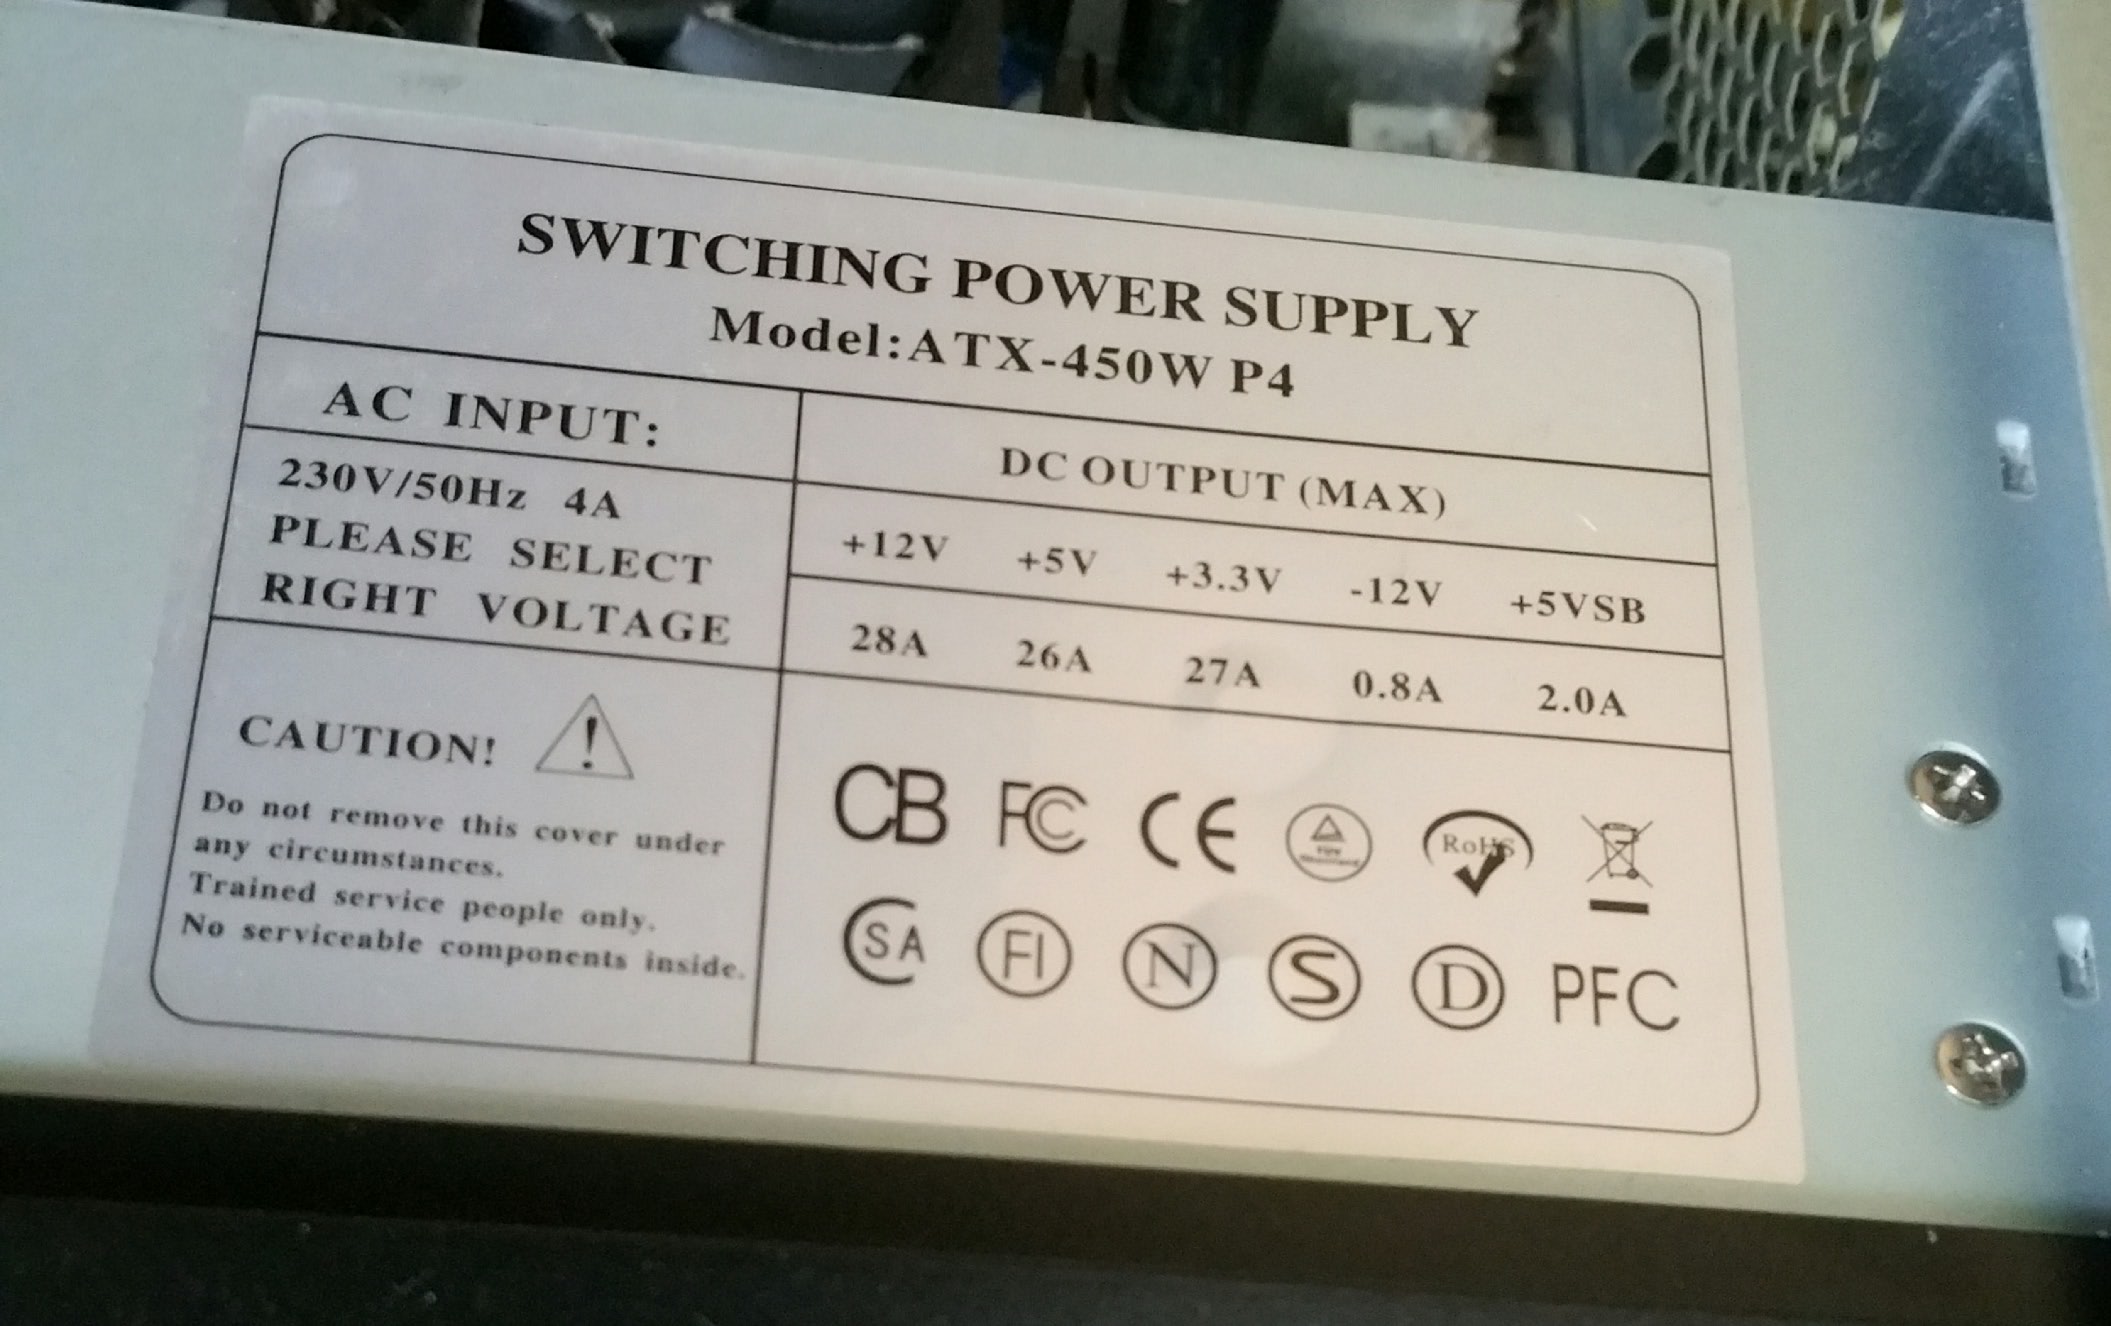 SWITCHING POWER SUPPLY
Model:ATX-450W P4
AC INPUT:
230V/50Hz 4A
PLEASE SELECT
RIGHT VOLTAGE
DC OUTPUT (MAX)
+12V +5V +3.3V -12V +5VSB
28A 26A 27A 0.8A 2.0A
CAUTION! !
Do not remove this cover under
any circumstances.
Trained service people only.
No serviceable components inside.
CB FC CE RoHS
SA FI N S D PFC